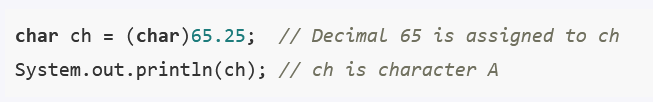 char ch = (char)65.25;  // Decimal 65 is assigned to ch
System.out.println(ch); // ch is character A